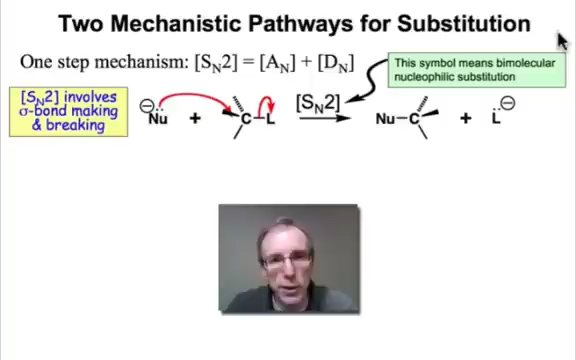 Two Mechanistic Pathways for Substitution
One step mechanism: [SN2] = [AN] + [DN]
This symbol means bimolecular
nucleophilic substitution
[SN2] involves
σ-bond making
& breaking
⊖
Nu + C–L [SN2] Nu–C + L ⊖